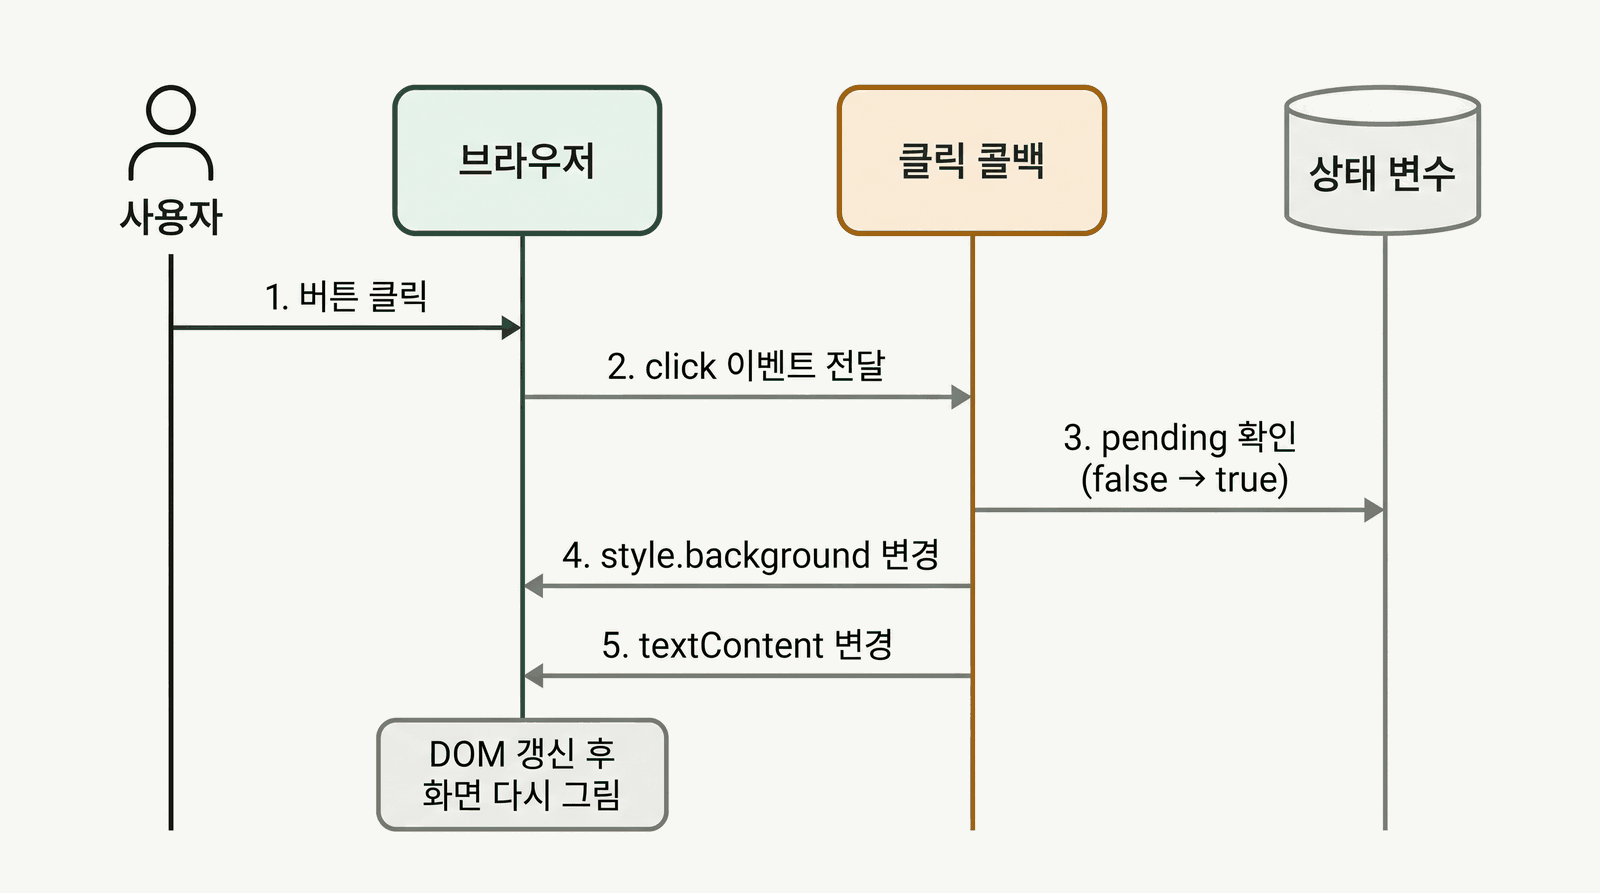 사용자
브라우저
클릭 콜백
상태 변수
1. 버튼 클릭
2. click 이벤트 전달
3. pending 확인
(false → true)
4. style.background 변경
5. textContent 변경
DOM 갱신 후
화면 다시 그림